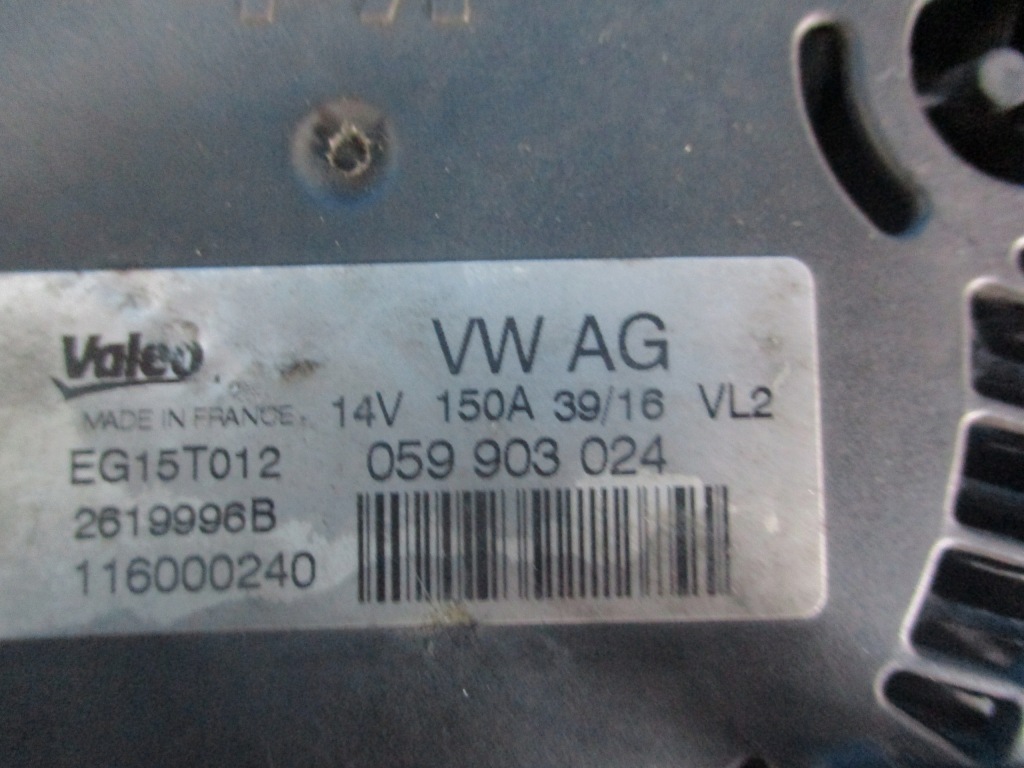 Valeo
VW AG
MADE IN FRANCE
14V 150A 39/16 VL2
EG15T012
059 903 024
2619996B
116000240